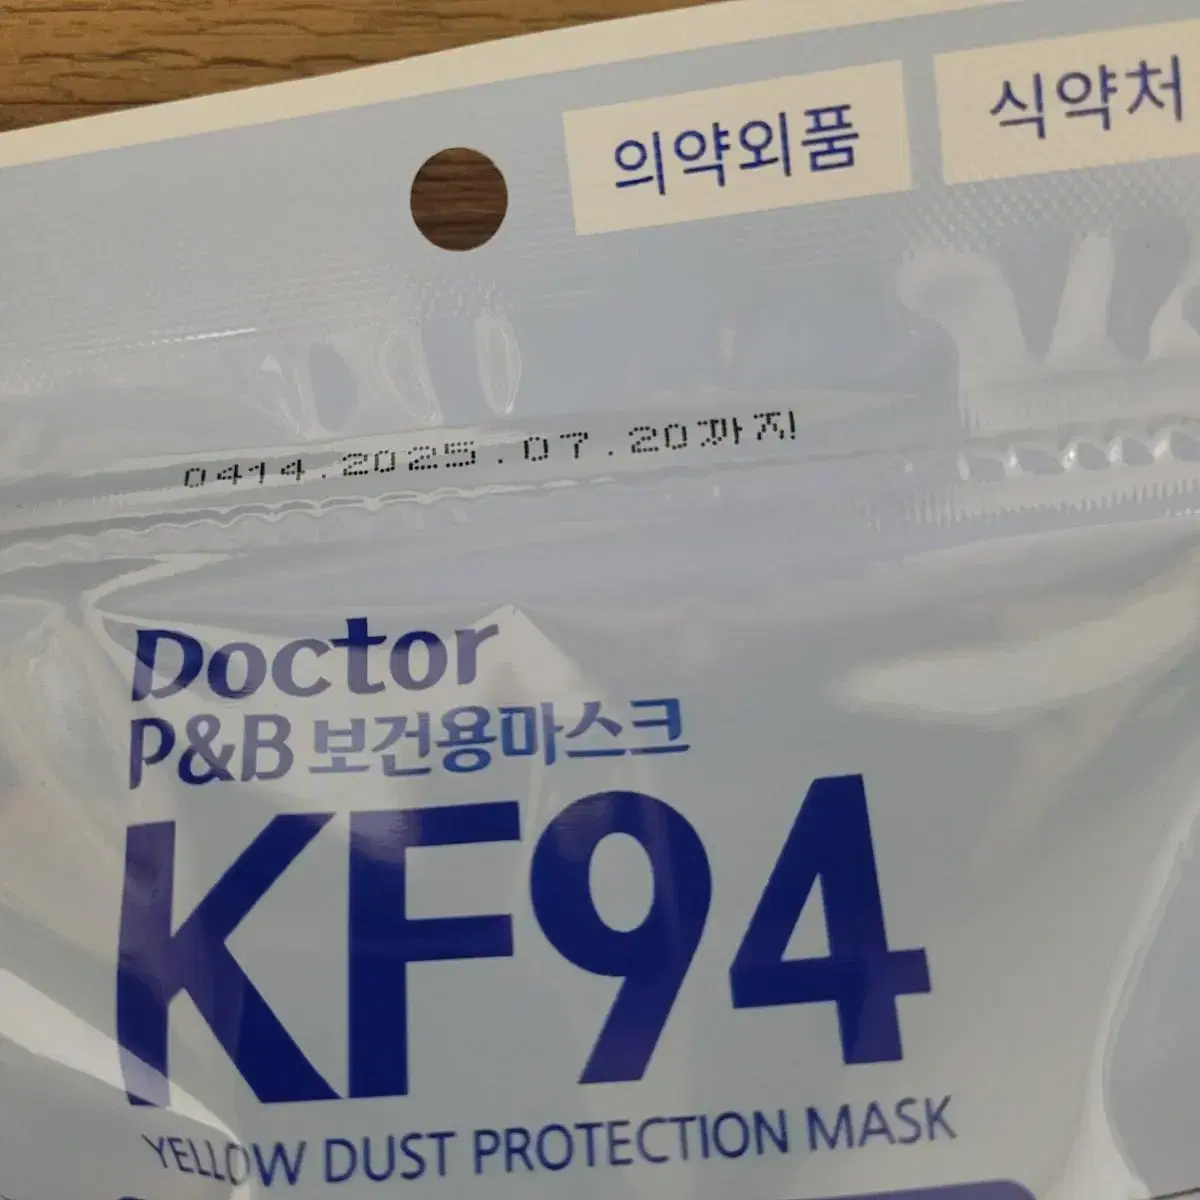 의약외품
식약처
0414.2025.07.20까지
Doctor
P&B 보건용마스크
KF94
YELLOW DUST PROTECTION MASK